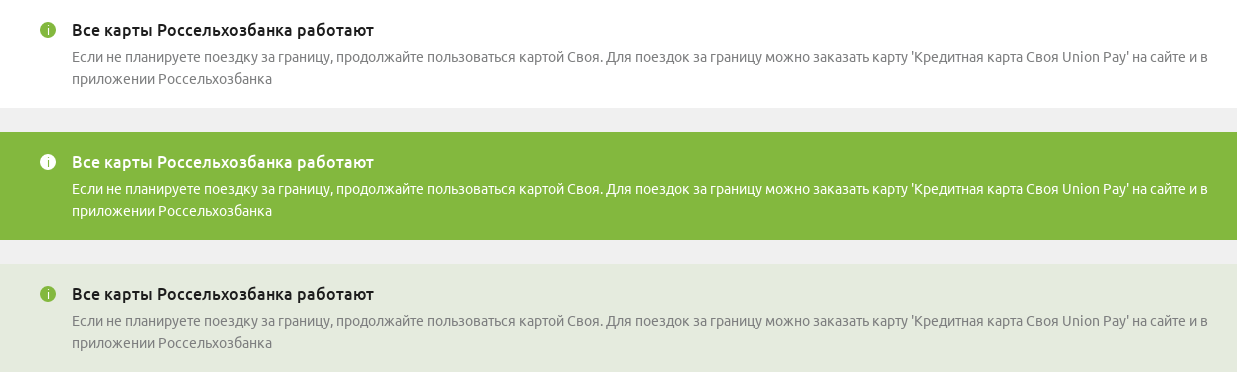 Все карты Россельхозбанка работают
Если не планируете поездку за границу, продолжайте пользоваться картой Своя. Для поездок за границу можно заказать карту 'Кредитная карта Своя Union Pay' на сайте и в
приложении Россельхозбанка
Все карты Россельхозбанка работают
Если не планируете поездку за границу, продолжайте пользоваться картой Своя. Для поездок за границу можно заказать карту 'Кредитная карта Своя Union Pay' на сайте и в
приложении Россельхозбанка
Все карты Россельхозбанка работают
Если не планируете поездку за границу, продолжайте пользоваться картой Своя. Для поездок за границу можно заказать карту 'Кредитная карта Своя Union Pay' на сайте и в
приложении Россельхозбанка